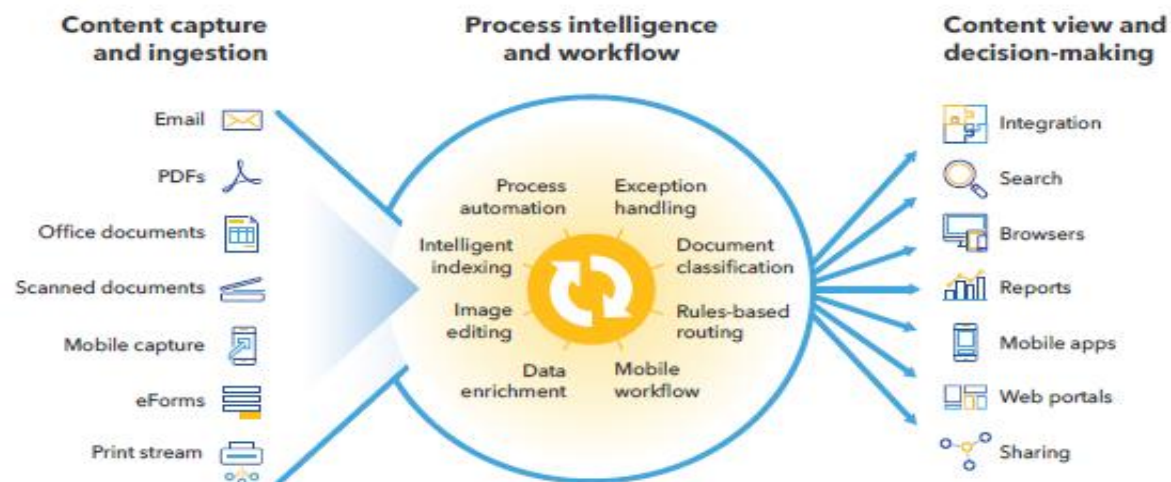 Content capture
and ingestion
Email
PDFs
Office documents
Scanned documents
Mobile capture
eForms
Print stream
Process intelligence
and workflow
Process
automation
Exception
handling
Intelligent
indexing
Document
classification
Image
editing
Rules-based
routing
Data
enrichment
Mobile
workflow
Content view and
decision-making
Integration
Search
Browsers
Reports
Mobile apps
Web portals
Sharing